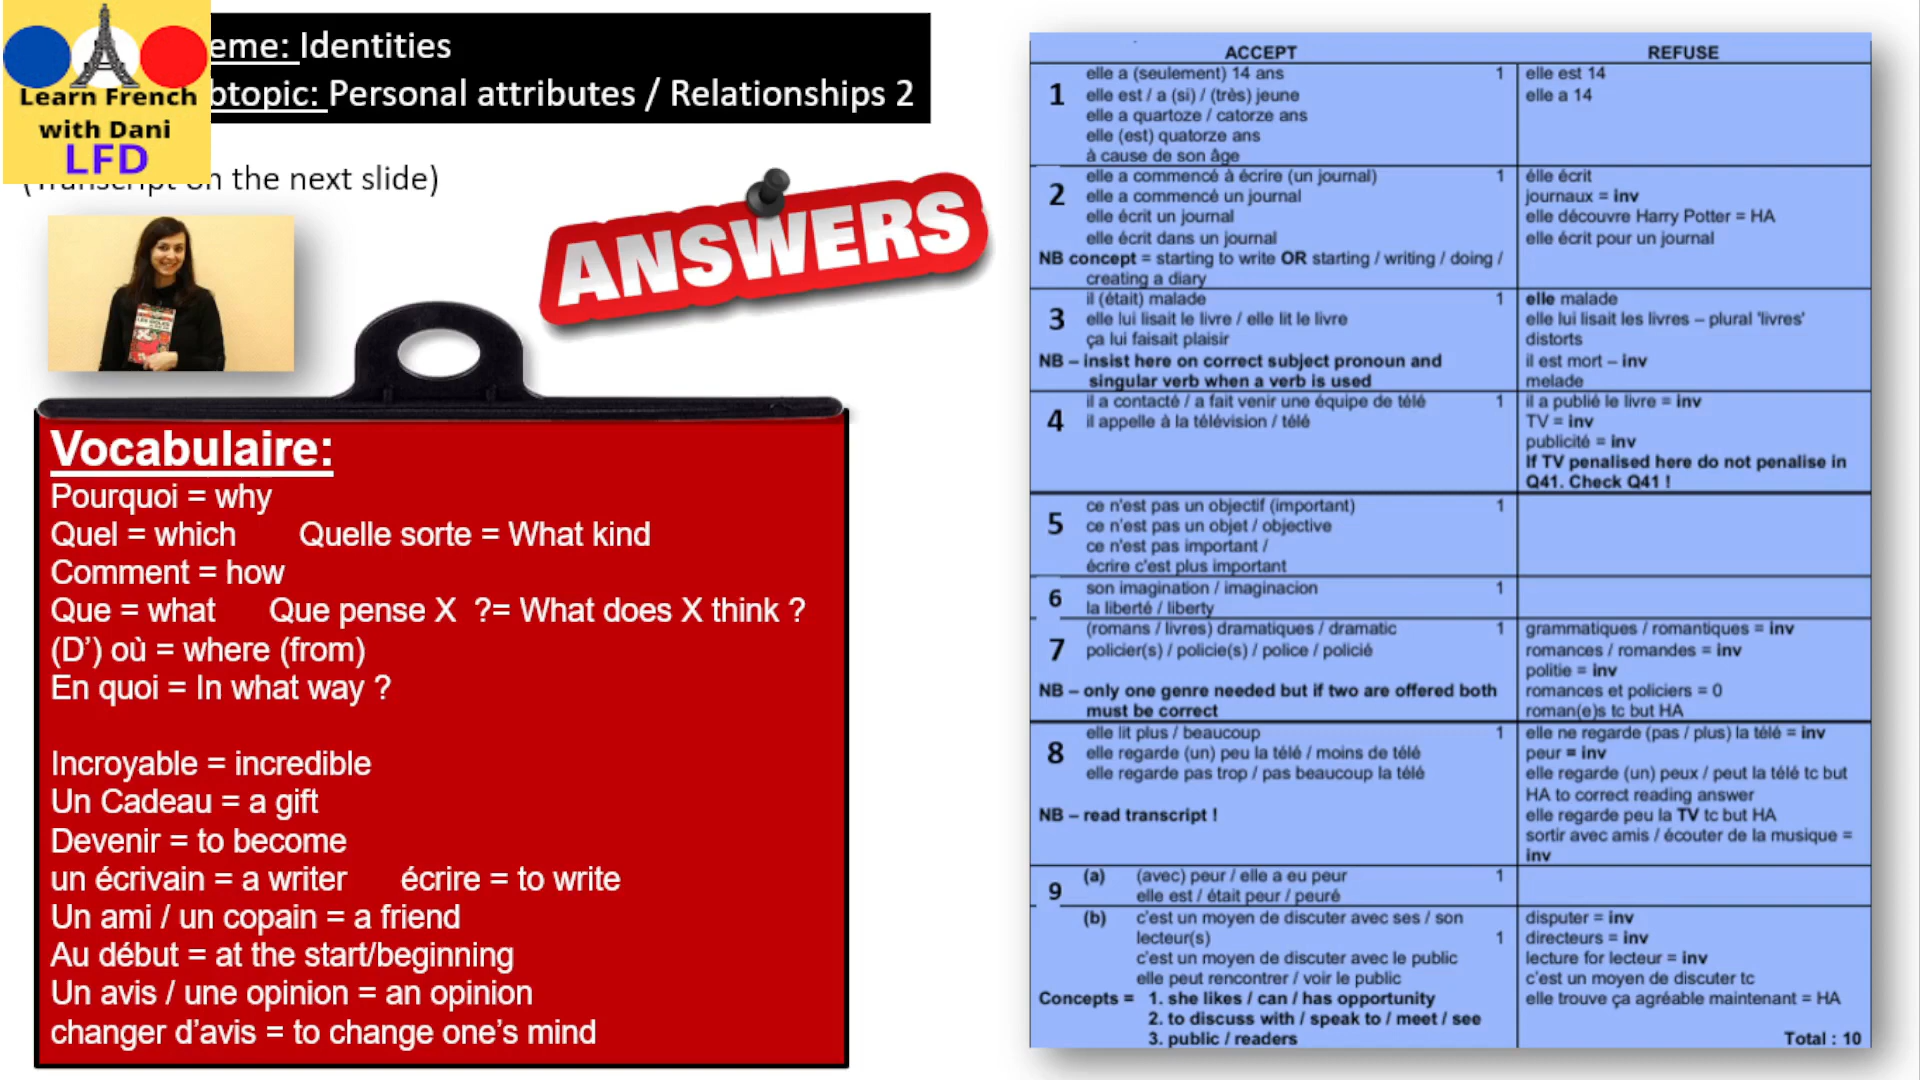 eme: Identities
btopic: Personal attributes / Relationships 2
Learn French
with Dani
LFD
n the next slide)
ANSWERS
Vocabulaire:
Pourquoi = why
Quel = which Quelle sorte = What kind
Comment = how
Que = what Que pense X ?= What does X think ?
(D’) où = where (from)
En quoi = In what way ?
Incroyable = incredible
Un Cadeau = a gift
Devenir = to become
un écrivain = a writer écrire = to write
Un ami / un copain = a friend
Au début = at the start/beginning
Un avis / une opinion = an opinion
changer d’avis = to change one’s mind
ACCEPT REFUSE
1 elle a (seulement) 14 ans 1 elle est 14
elle est / a (si) / (très) jeune elle a 14
elle a quartoze / catorze ans
elle (est) quatorze ans
à cause de son âge
2 elle a commencé à écrire (un journal) 1 élle écrit
elle a commencé un journal journaux = inv
elle écrit un journal elle découvre Harry Potter = HA
elle écrit dans un journal elle écrit pour un journal
NB concept = starting to write OR starting / writing / doing /
creating a diary
3 il (était) malade 1 elle malade
elle lui lisait le livre / elle lit le livre elle lui lisait les livres – plural 'livres'
ça lui faisait plaisir distorts
NB – insist here on correct subject pronoun and il est mort – inv
singular verb when a verb is used melade
4 il a contacté / a fait venir une équipe de télé 1 il a publié le livre = inv
il appelle à la télévision / télé TV = inv
publicité = inv
If TV penalised here do not penalise in
Q41. Check Q41 !
5 ce n'est pas un objectif (important) 1
ce n'est pas un objet / objective
ce n'est pas important /
écrire c'est plus important
6 son imagination / imaginacion 1
la liberté / liberty
7 (romans / livres) dramatiques / dramatic 1 grammatiques / romantiques = inv
policier(s) / policie(s) / police / policié romances / romandes = inv
politie = inv
NB – only one genre needed but if two are offered both romances et policiers = 0
must be correct roman(e)s tc but HA
8 elle lit plus / beaucoup 1 elle ne regarde (pas / plus) la télé = inv
elle regarde (un) peu la télé / moins de télé peur = inv
elle regarde pas trop / pas beaucoup la télé elle regarde (un) peux / peut la télé tc but
HA to correct reading answer
NB – read transcript ! elle regarde peu la TV tc but HA
sortir avec amis / écouter de la musique =
inv
9 (a) (avec) peur / elle a eu peur 1
elle est / était peur / peuré
(b) c'est un moyen de discuter avec ses / son disputer = inv
lecteur(s) 1 directeurs = inv
c'est un moyen de discuter avec le public lecture for lecteur = inv
elle peut rencontrer / voir le public c'est un moyen de discuter tc
Concepts = 1. she likes / can / has opportunity elle trouve ça agréable maintenant = HA
2. to discuss with / speak to / meet / see
3. public / readers Total : 10